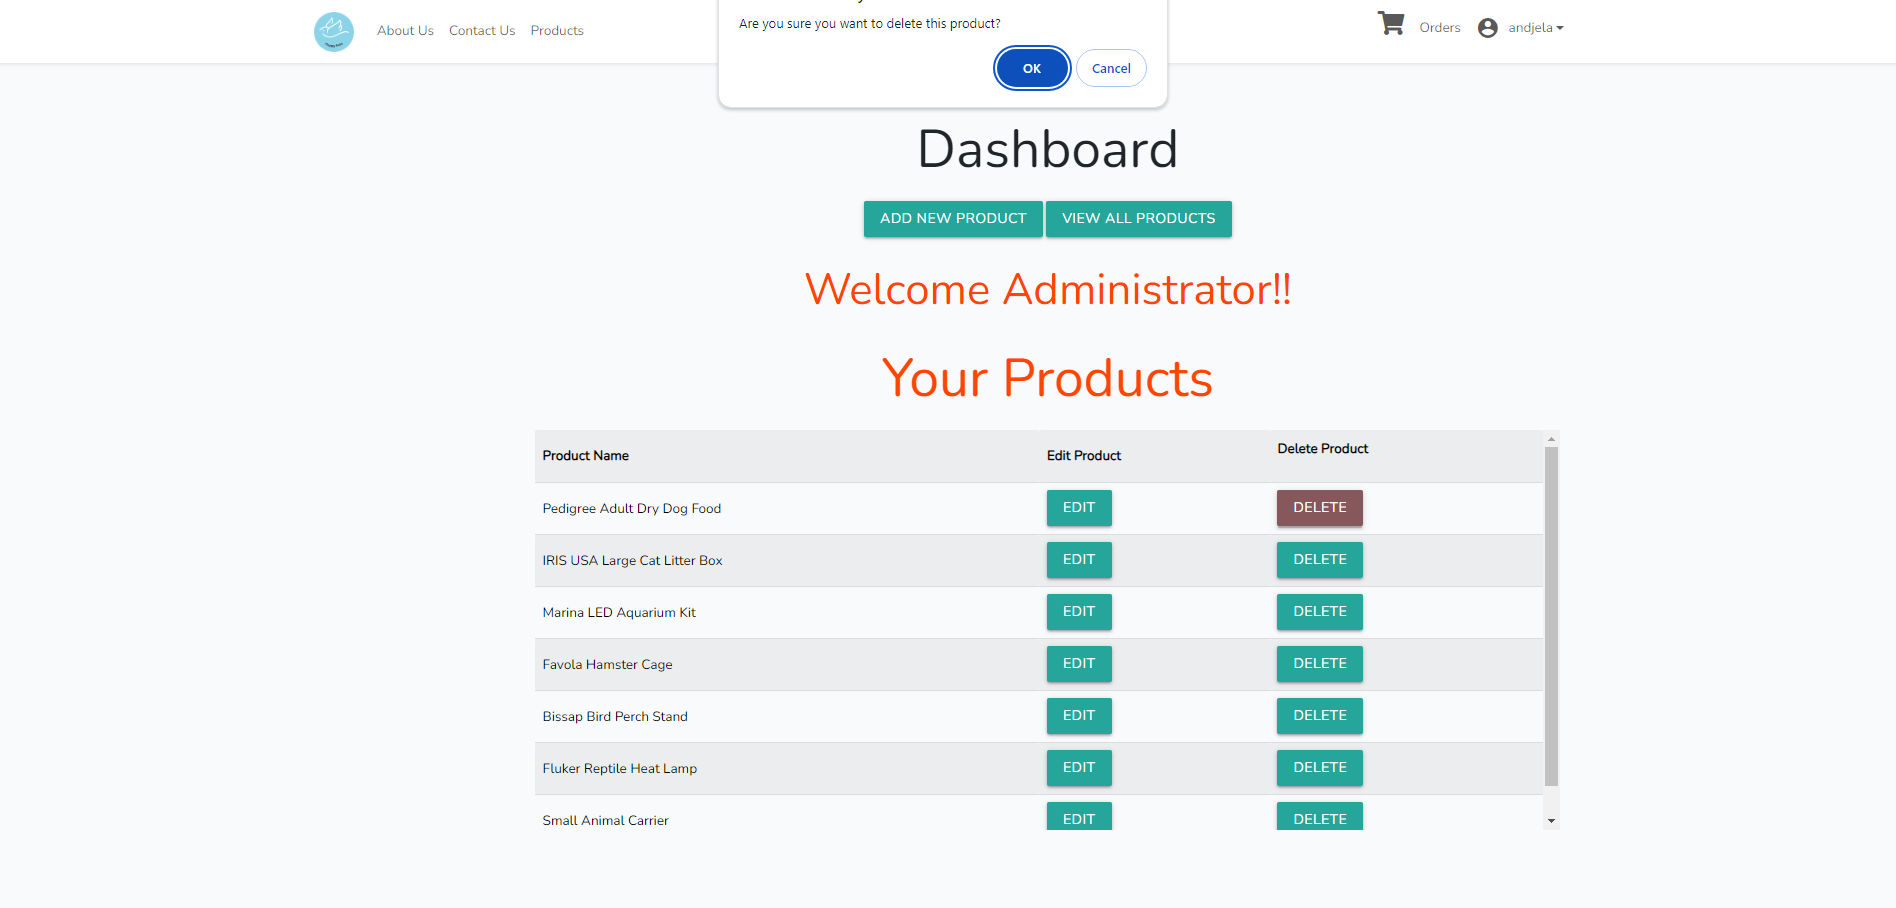 Are you sure you want to delete this product?
OK Cancel
About Us Contact Us Products Orders andjela
Dashboard
ADD NEW PRODUCT VIEW ALL PRODUCTS
Welcome Administrator!!
Your Products
Product Name Edit Product Delete Product
Pedigree Adult Dry Dog Food EDIT DELETE
IRIS USA Large Cat Litter Box EDIT DELETE
Marina LED Aquarium Kit EDIT DELETE
Favola Hamster Cage EDIT DELETE
Bissap Bird Perch Stand EDIT DELETE
Fluker Reptile Heat Lamp EDIT DELETE
Small Animal Carrier EDIT DELETE